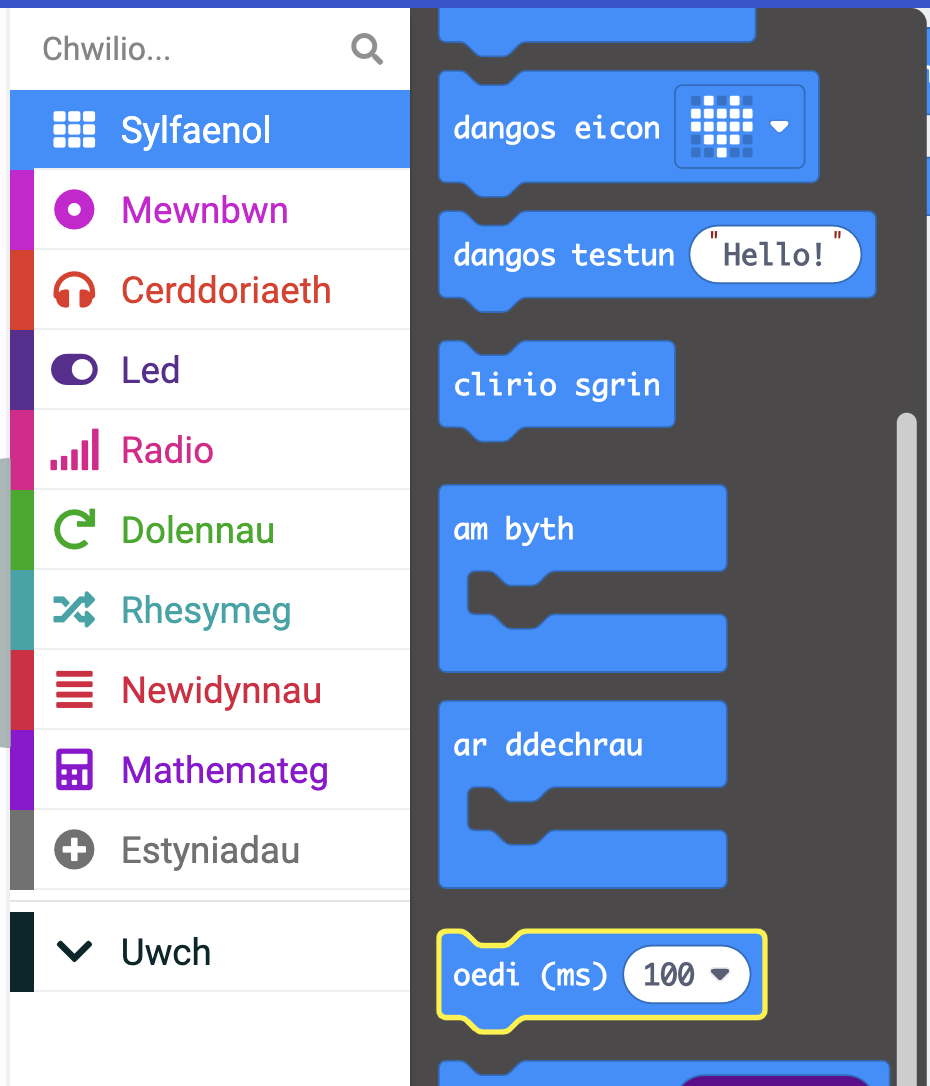 Chwilio...
Sylfaenol
Mewnbwn
Cerddoriaeth
Led
Radio
Dolennau
Rhesymeg
Newidynnau
Mathemateg
Estyniadau
Uwch
dangos eicon
dangos testun "Hello!"
clirio sgrin
am byth
ar ddechrau
oedi (ms) 100